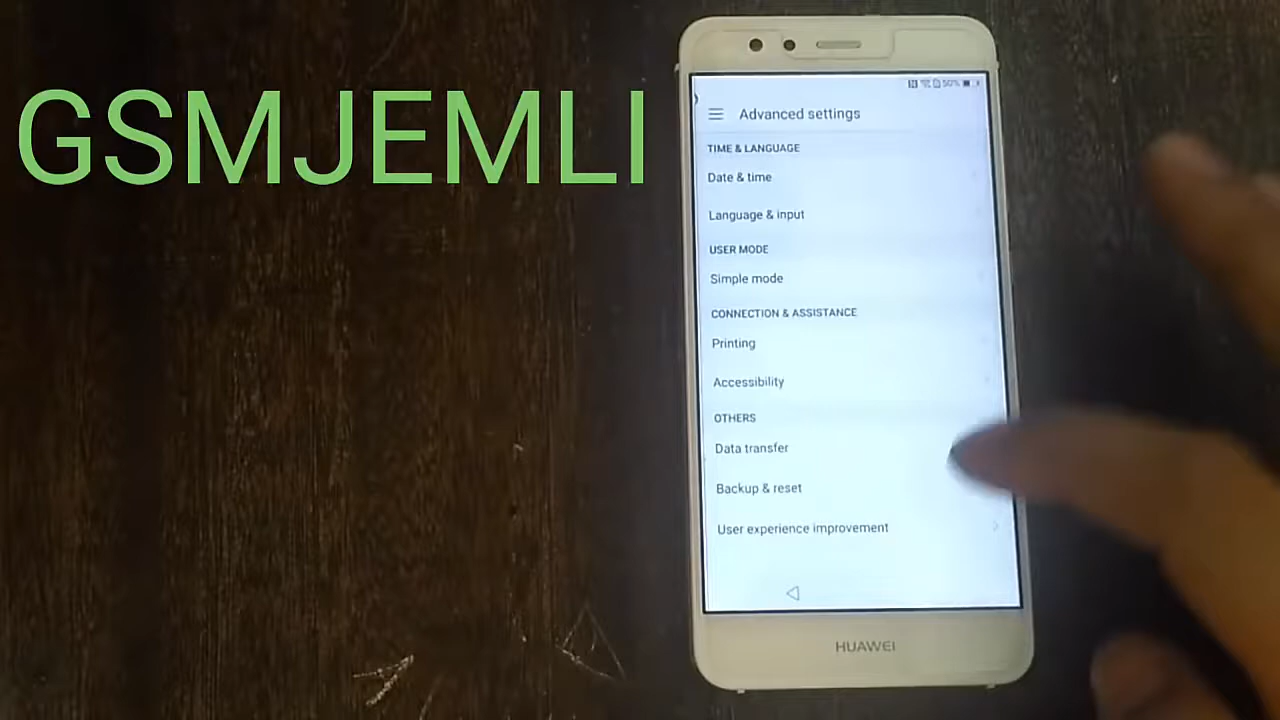 GSMJEMLI
50%
Advanced settings
TIME & LANGUAGE
Date & time
Language & input
USER MODE
Simple mode
CONNECTION & ASSISTANCE
Printing
Accessibility
OTHERS
Data transfer
Backup & reset
User experience improvement
HUAWEI